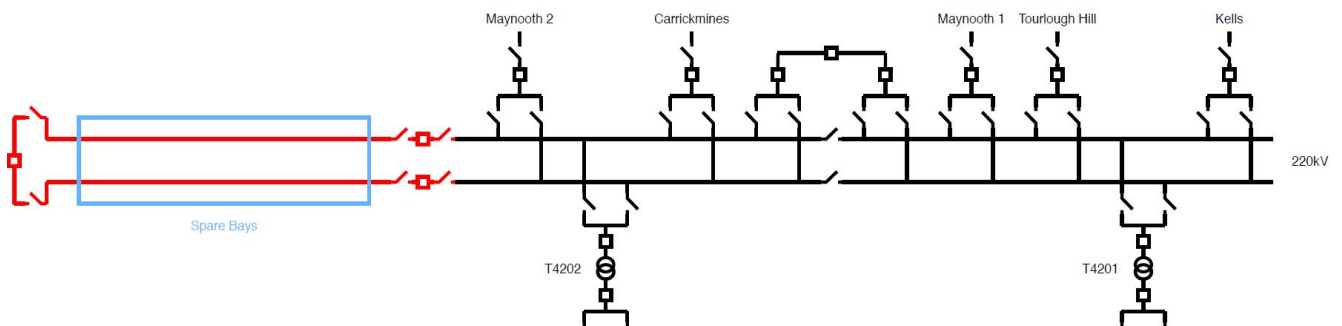 Maynooth 2
Carrickmines
Maynooth 1
Tourlough Hill
Kells
220kV
Spare Bays
T4202
T4201